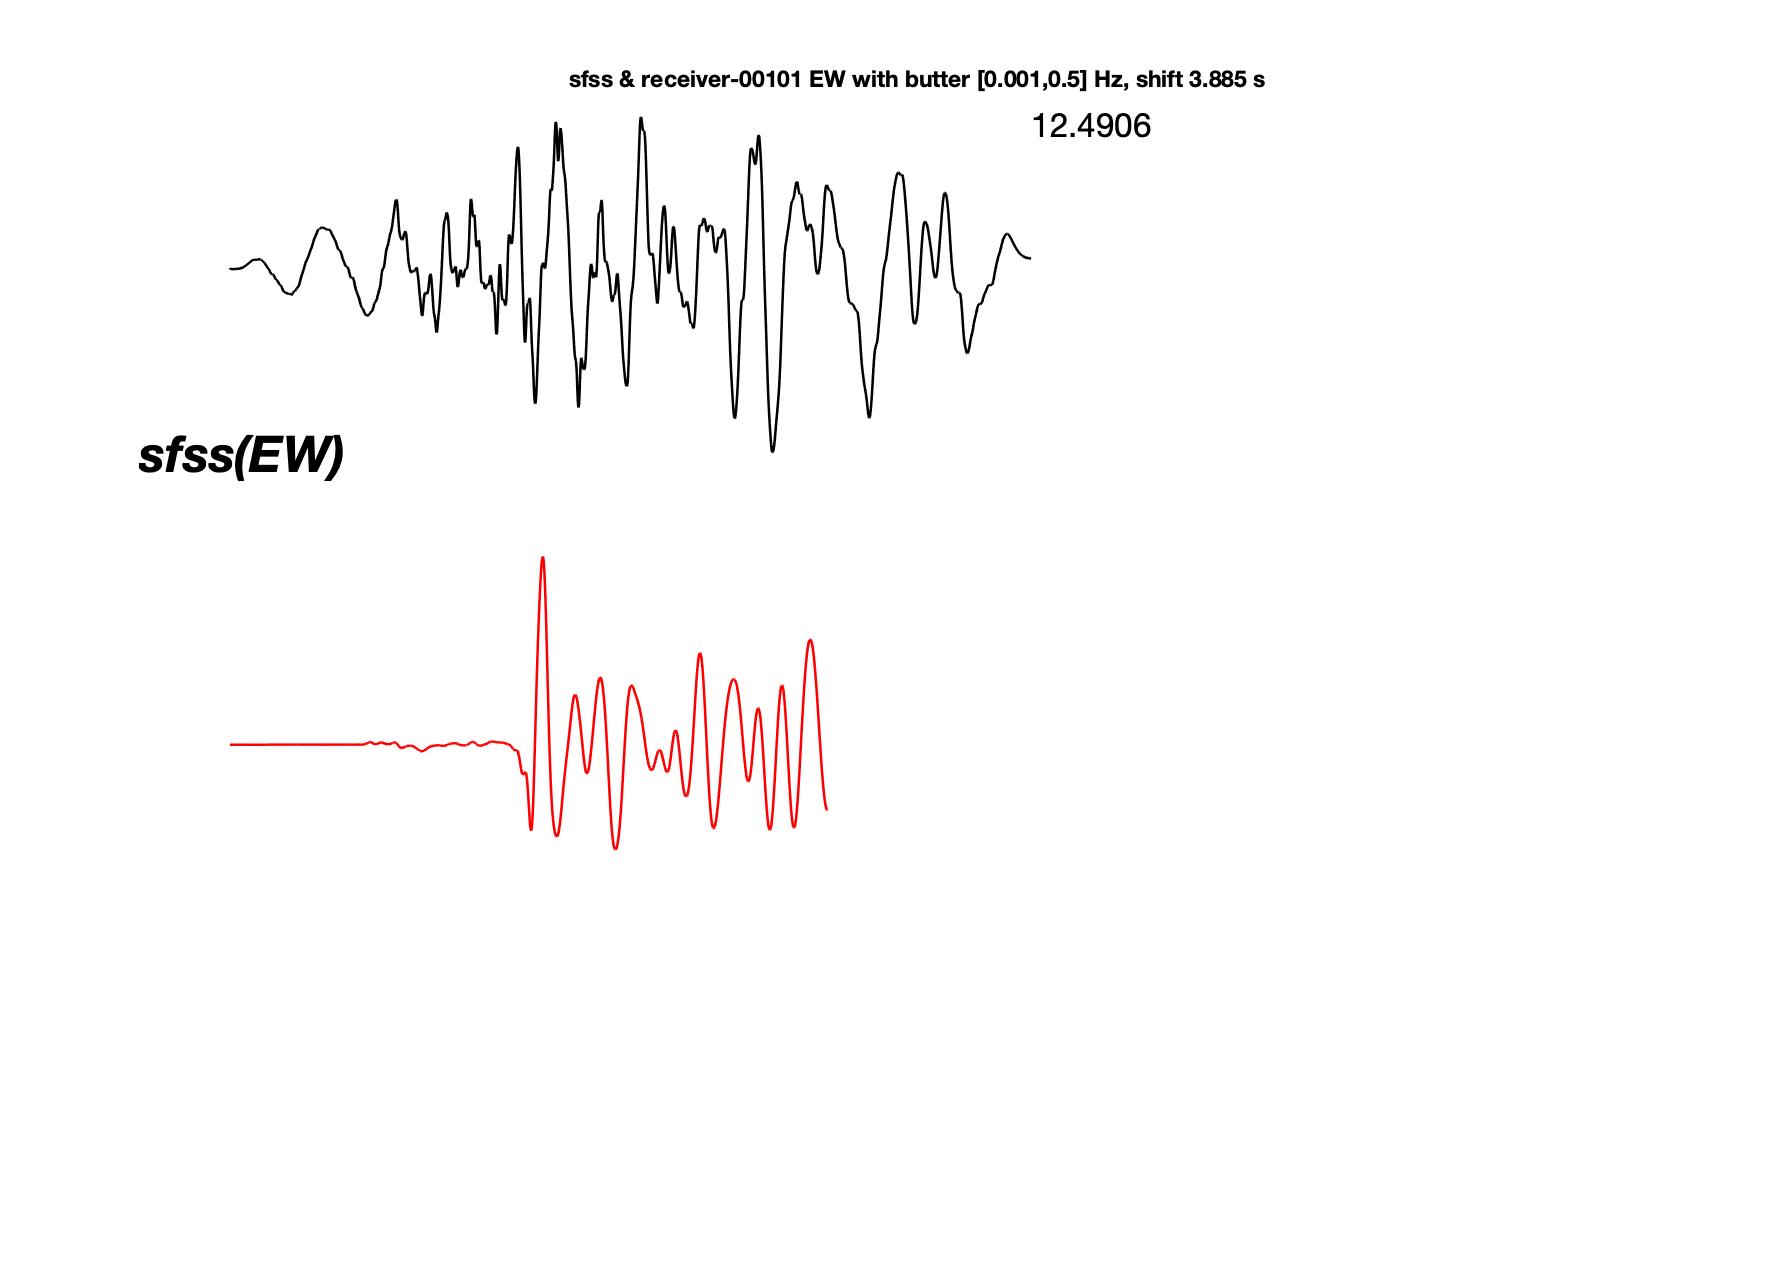 sfss & receiver-00101 EW with butter [0.001,0.5] Hz, shift 3.885 s
12.4906
sfss(EW)